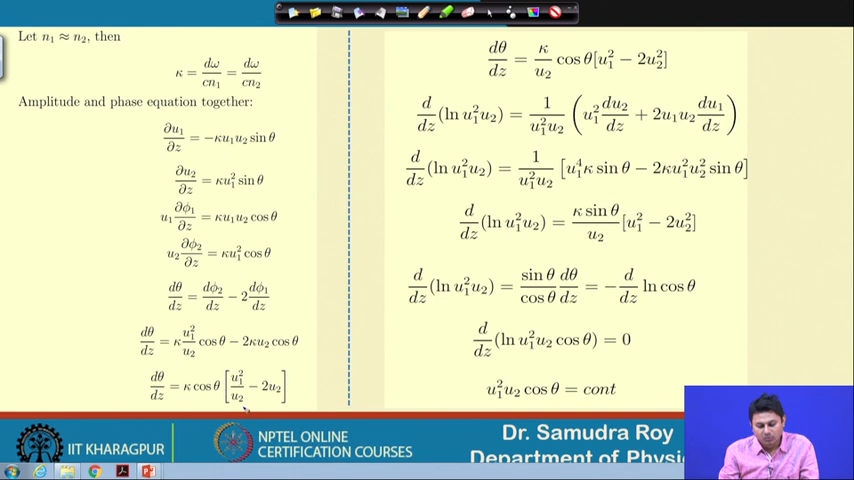 Let n₁ ≈ n₂, then
κ = dω/cn₁ = dω/cn₂
Amplitude and phase equation together:
∂u₁/∂z = −κu₁u₂ sin θ
∂u₂/∂z = κu₁² sin θ
u₁ ∂ϕ₁/∂z = κu₁u₂ cos θ
u₂ ∂ϕ₂/∂z = κu₁² cos θ
dθ/dz = dϕ₂/dz − 2 dϕ₁/dz
dθ/dz = κ u₁²/u₂ cos θ − 2κu₂ cos θ
dθ/dz = κ cos θ [u₁²/u₂ − 2u₂]
dθ/dz = κ/u₂ cos θ[u₁² − 2u₂²]
d/dz (ln u₁²u₂) = 1/(u₁²u₂) (u₁² du₂/dz + 2u₁u₂ du₁/dz)
d/dz (ln u₁²u₂) = 1/(u₁²u₂) [u₁⁴κ sin θ − 2κu₁²u₂² sin θ]
d/dz (ln u₁²u₂) = κ sin θ/u₂ [u₁² − 2u₂²]
d/dz (ln u₁²u₂) = sin θ/cos θ dθ/dz = − d/dz ln cos θ
d/dz (ln u₁²u₂ cos θ) = 0
u₁²u₂ cos θ = cont
IIT KHARAGPUR
NPTEL ONLINE
CERTIFICATION COURSES
Dr. Samudra Roy
Department of Physi